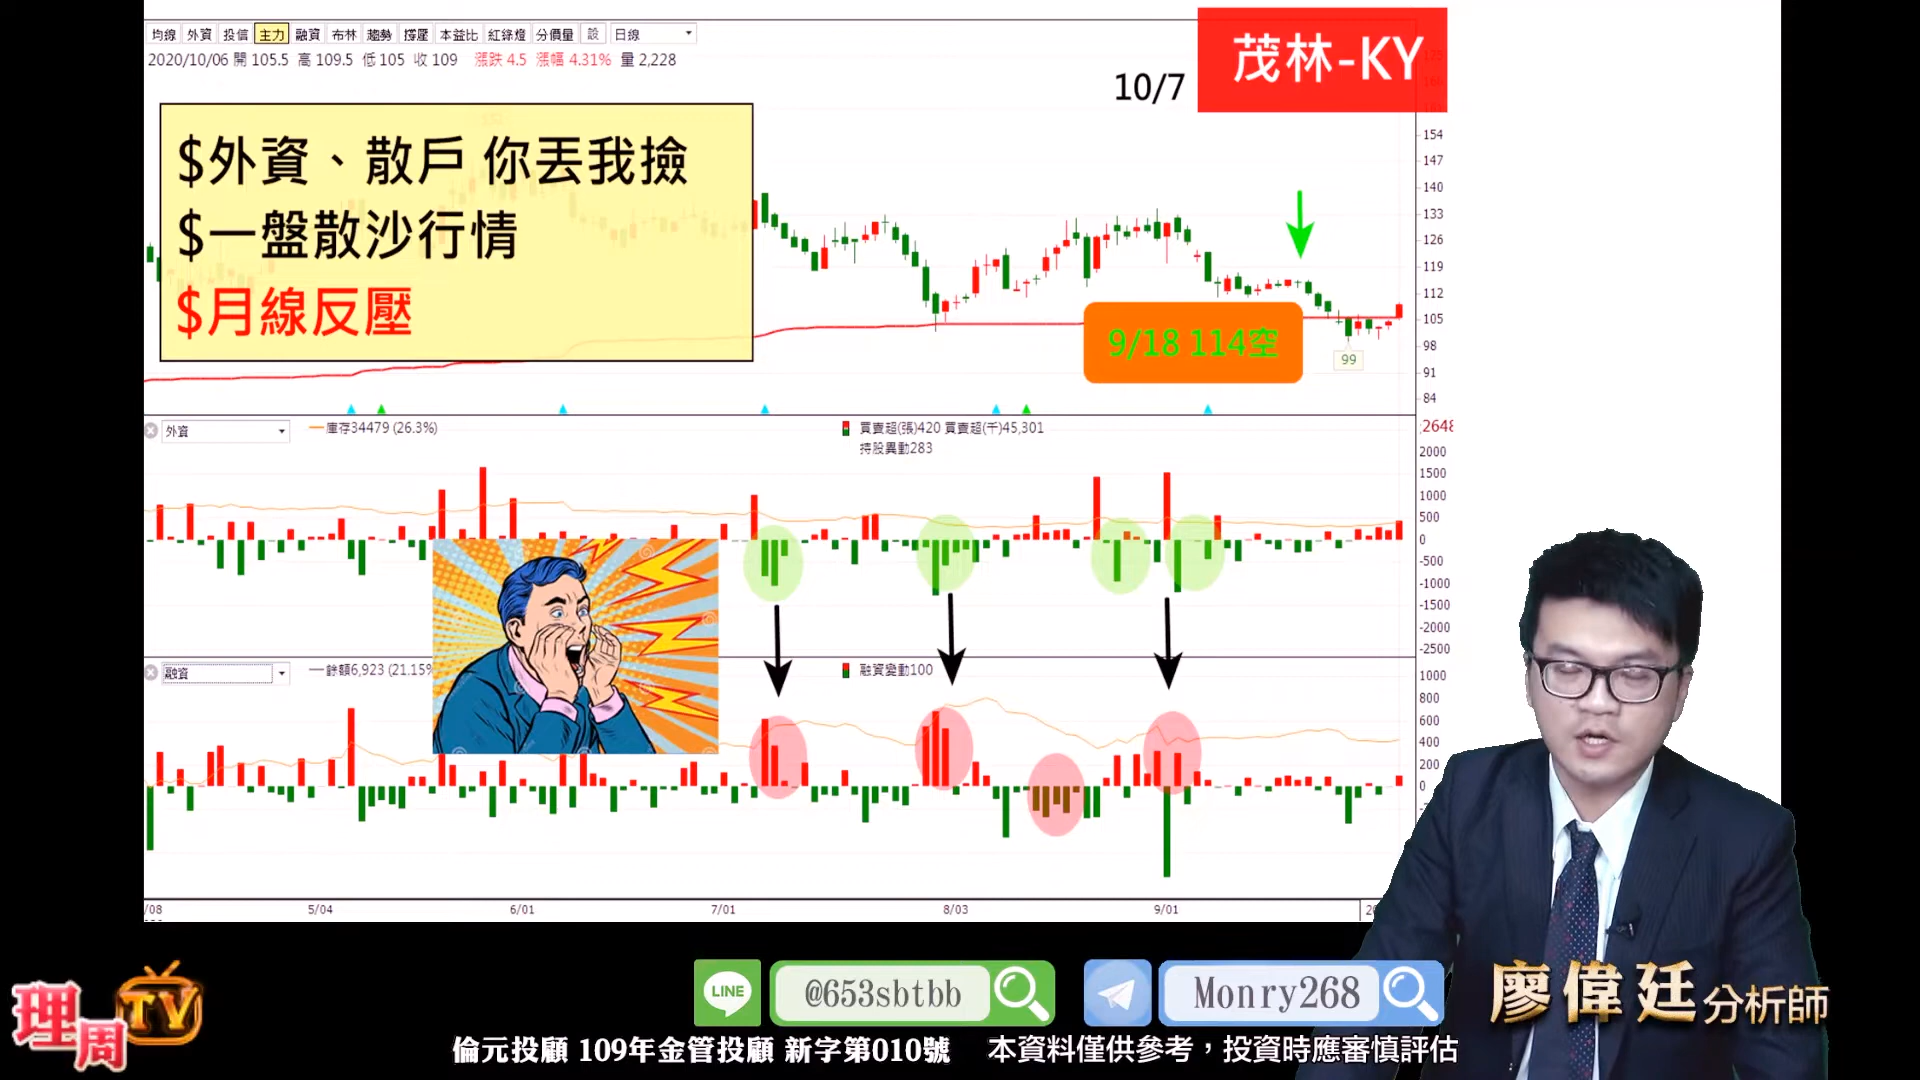 均線 外資 投信 主力 融資 布林 趨勢 撐壓 本益比 紅綠燈 分價量 設 日線
2020/10/06 開 105.5 高 109.5 低 105 收 109 漲跌 4.5 漲幅 4.31% 量 2,228
10/7
茂林-KY
$外資、散戶 你丟我撿
$一盤散沙行情
$月線反壓
154
147
140
133
126
119
112
105
98
91
84
9/18 114空
99
外資
庫存34479 (26.3%)
買賣超(張)420 買賣超(千)45,301
持股異動283
2648
2000
1500
1000
500
0
-500
-1000
-1500
-2000
-2500
融資
餘額6,923 (21.15%
融資變動100
1000
800
600
400
200
0
/08 5/04 6/01 7/01 8/03 9/01
理周TV
LINE
@653sbtbb
Monry268
廖偉廷分析師
倫元投顧 109年金管投顧 新字第010號 本資料僅供參考，投資時應審慎評估